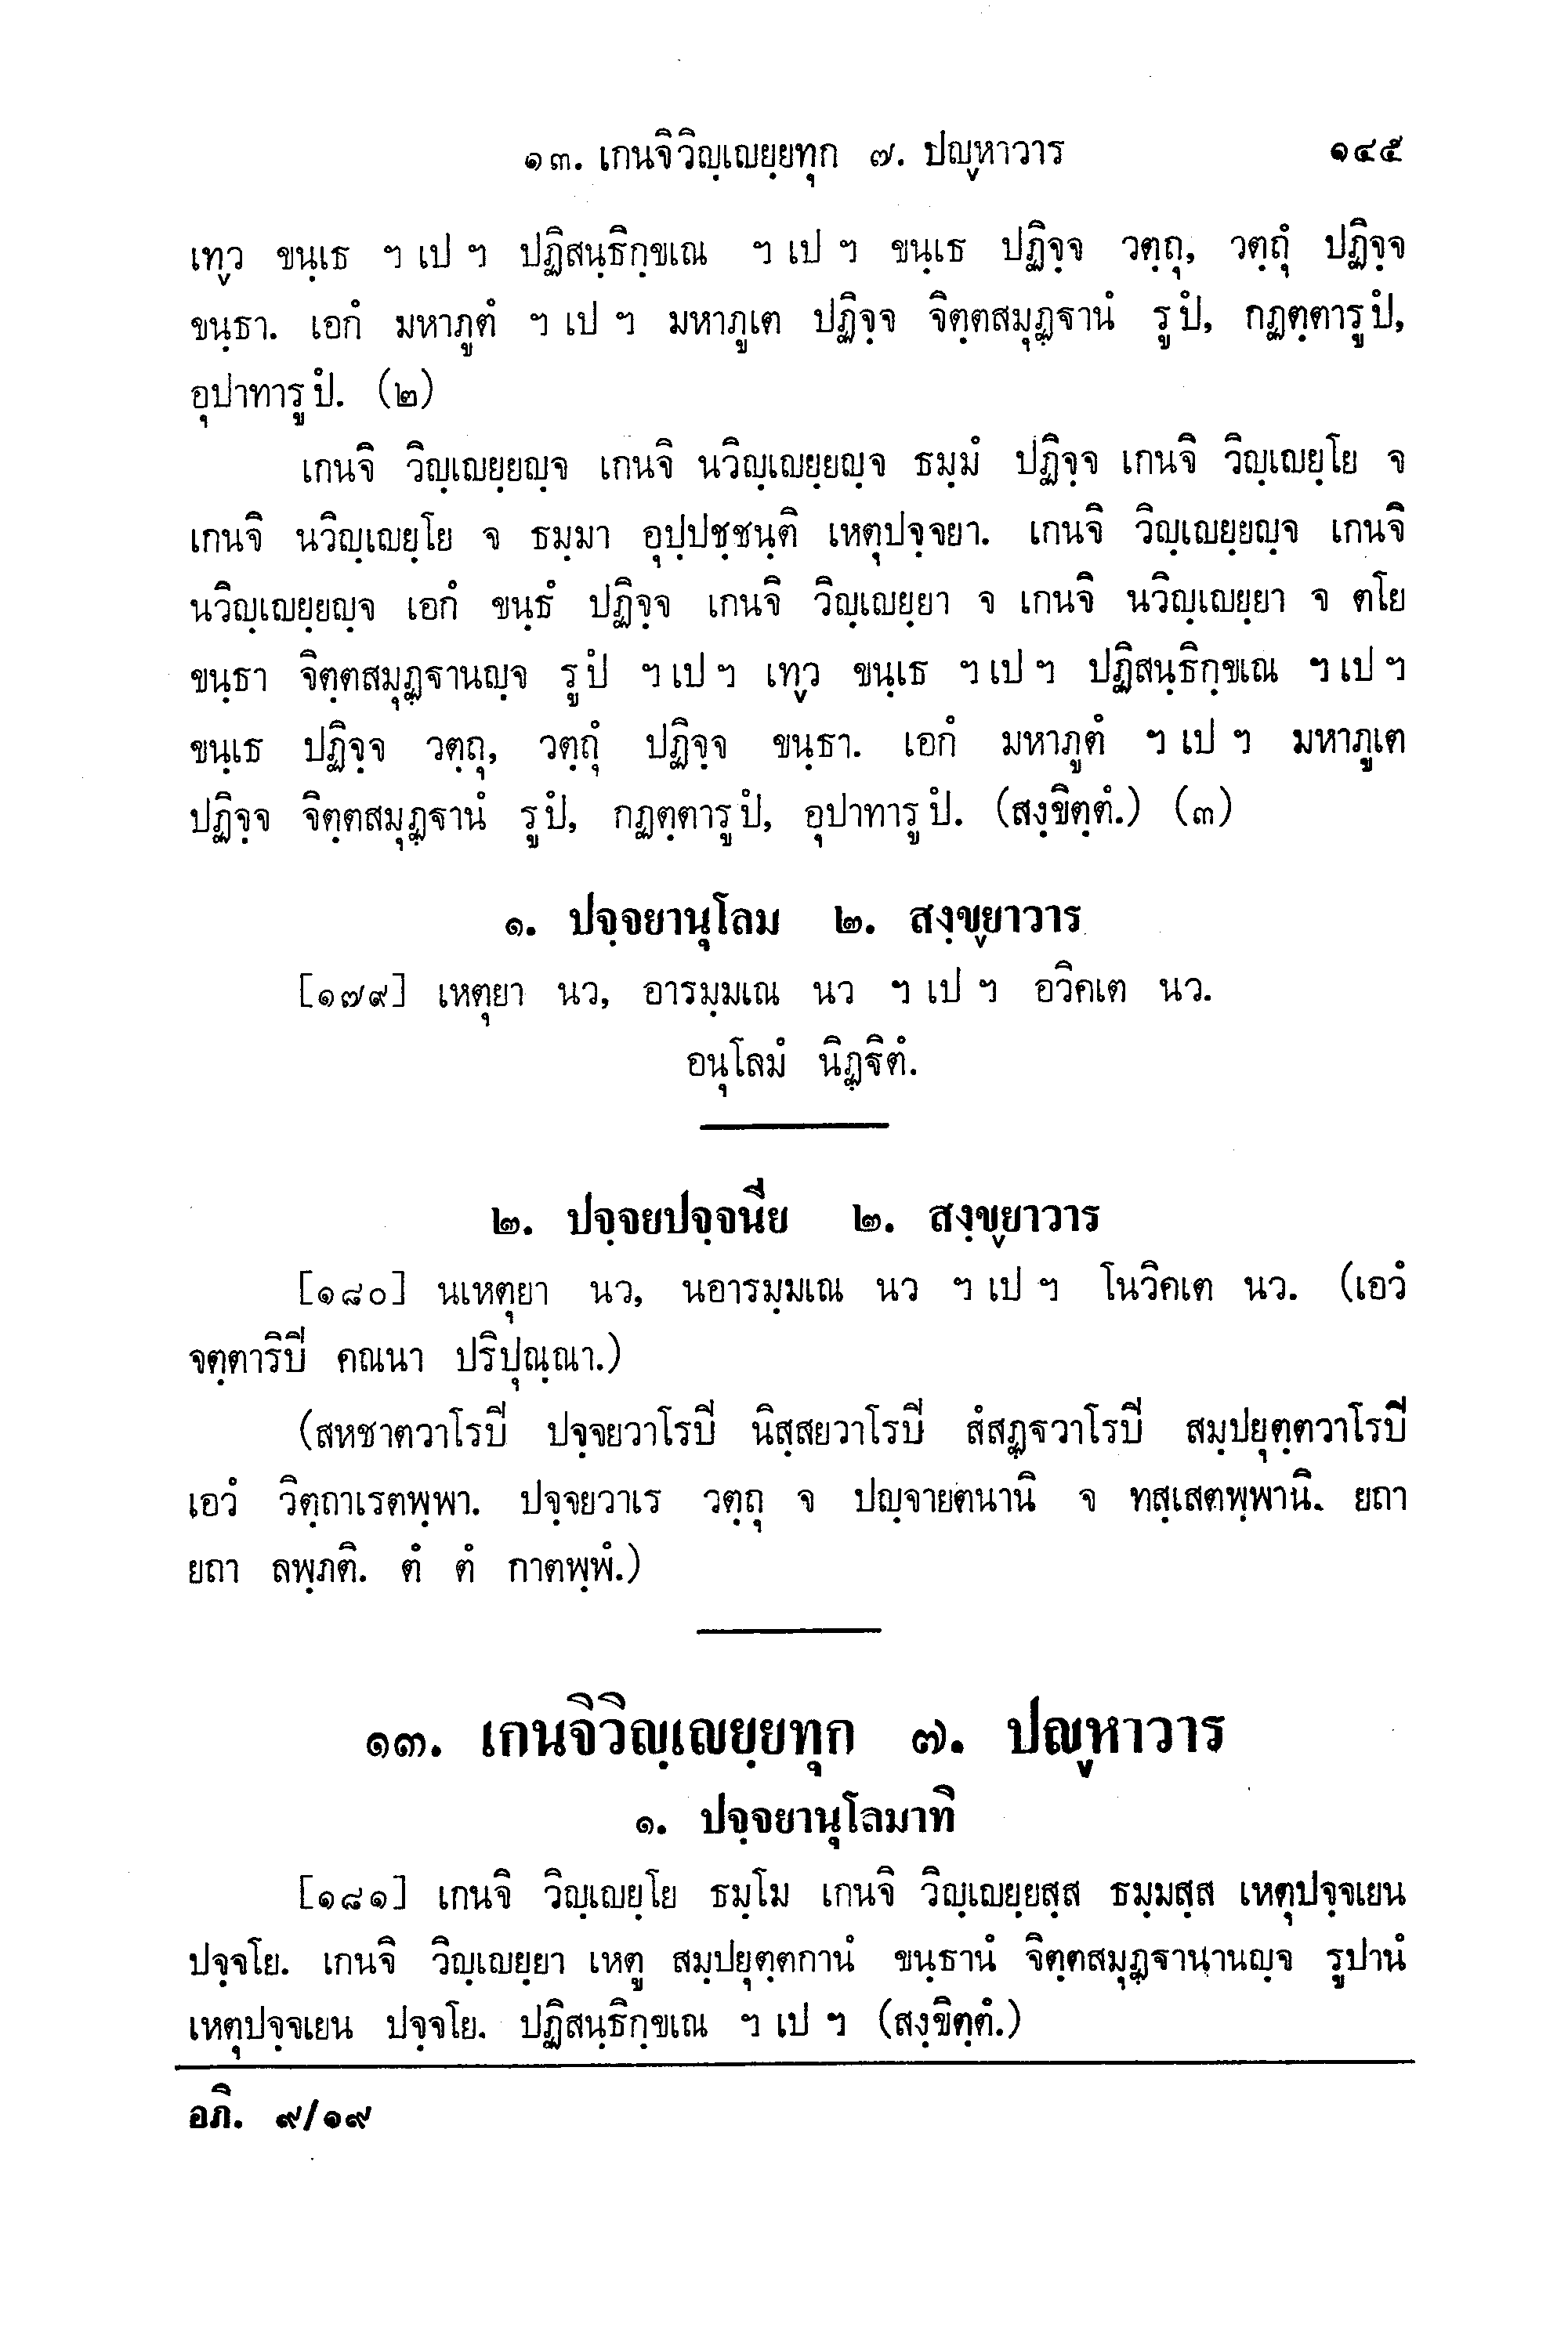 ๑๓. เกนจิวิญฺเญยฺยทุก ๗. ปญฺหาวาร ๑๔๕
เทฺว ขนฺเธ ฯ เป ฯ ปฏิสนฺธิกฺขเณ ฯ เป ฯ ขนฺเธ ปฏิจฺจ วตฺถุ, วตฺถุํ ปฏิจฺจ
ขนฺธา. เอกํ มหาภูตํ ฯ เป ฯ มหาภูเต ปฏิจฺจ จิตฺตสมุฏฺฐานํ รูปํ, กฏตฺตารูปํ,
อุปาทารูปํ. (๒)
เกนจิ วิญฺเญยฺยญฺจ เกนจิ นวิญฺเญยฺยญฺจ ธมฺมํ ปฏิจฺจ เกนจิ วิญฺเญยฺโย จ
เกนจิ นวิญฺเญยฺโย จ ธมฺมา อุปฺปชฺชนฺติ เหตุปจฺจยา. เกนจิ วิญฺเญยฺยญฺจ เกนจิ
นวิญฺเญยฺยญฺจ เอกํ ขนฺธํ ปฏิจฺจ เกนจิ วิญฺเญยฺยา จ เกนจิ นวิญฺเญยฺยา จ ตโย
ขนฺธา จิตฺตสมุฏฺฐานญฺจ รูปํ ฯ เป ฯ เทฺว ขนฺเธ ฯ เป ฯ ปฏิสนฺธิกฺขเณ ฯ เป ฯ
ขนฺเธ ปฏิจฺจ วตฺถุ, วตฺถุํ ปฏิจฺจ ขนฺธา. เอกํ มหาภูตํ ฯ เป ฯ มหาภูเต
ปฏิจฺจ จิตฺตสมุฏฺฐานํ รูปํ, กฏตฺตารูปํ, อุปาทารูปํ. (สงฺขิตฺตํ.) (๓)
๑. ปจฺจยานุโลม ๒. สงฺขฺยาวาร
[๑๗๙] เหตุยา นว, อารมฺมเณ นว ฯ เป ฯ อวิคเต นว.
อนุโลมํ นิฏฺฐิตํ.
๒. ปจฺจยปจฺจนีย ๒. สงฺขฺยาวาร
[๑๘๐] นเหตุยา นว, นอารมฺมเณ นว ฯ เป ฯ โนวิคเต นว. (เอวํ
จตฺตาริปี คณนา ปริปุณฺณา.)
(สหชาตวาโรปี ปจฺจยวาโรปี นิสฺสยวาโรปี สํสฏฺฐวาโรปี สมฺปยุตฺตวาโรปี
เอวํ วิตฺถาเรตพฺพา. ปจฺจยวาเร วตฺถุ จ ปญฺจายตนานิ จ ทสฺเสตพฺพานิ. ยถา
ยถา ลพฺภติ. ตํ ตํ กาตพฺพํ.)
๑๓. เกนจิวิญฺเญยฺยทุก ๗. ปญฺหาวาร
๑. ปจฺจยานุโลมาทิ
[๑๘๑] เกนจิ วิญฺเญยฺโย ธมฺโม เกนจิ วิญฺเญยฺยสฺส ธมฺมสฺส เหตุปจฺจเยน
ปจฺจโย. เกนจิ วิญฺเญยฺยา เหตู สมฺปยุตฺตกานํ ขนฺธานํ จิตฺตสมุฏฺฐานานญฺจ รูปานํ
เหตุปจฺจเยน ปจฺจโย. ปฏิสนฺธิกฺขเณ ฯ เป ฯ (สงฺขิตฺตํ.)
อภิ. ๙/๑๙